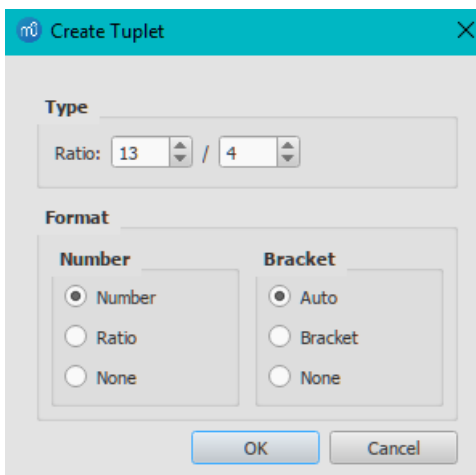 Create Tuplet
Type
Ratio: 13 / 4
Format
Number
Number
Ratio
None
Bracket
Auto
Bracket
None
OK Cancel